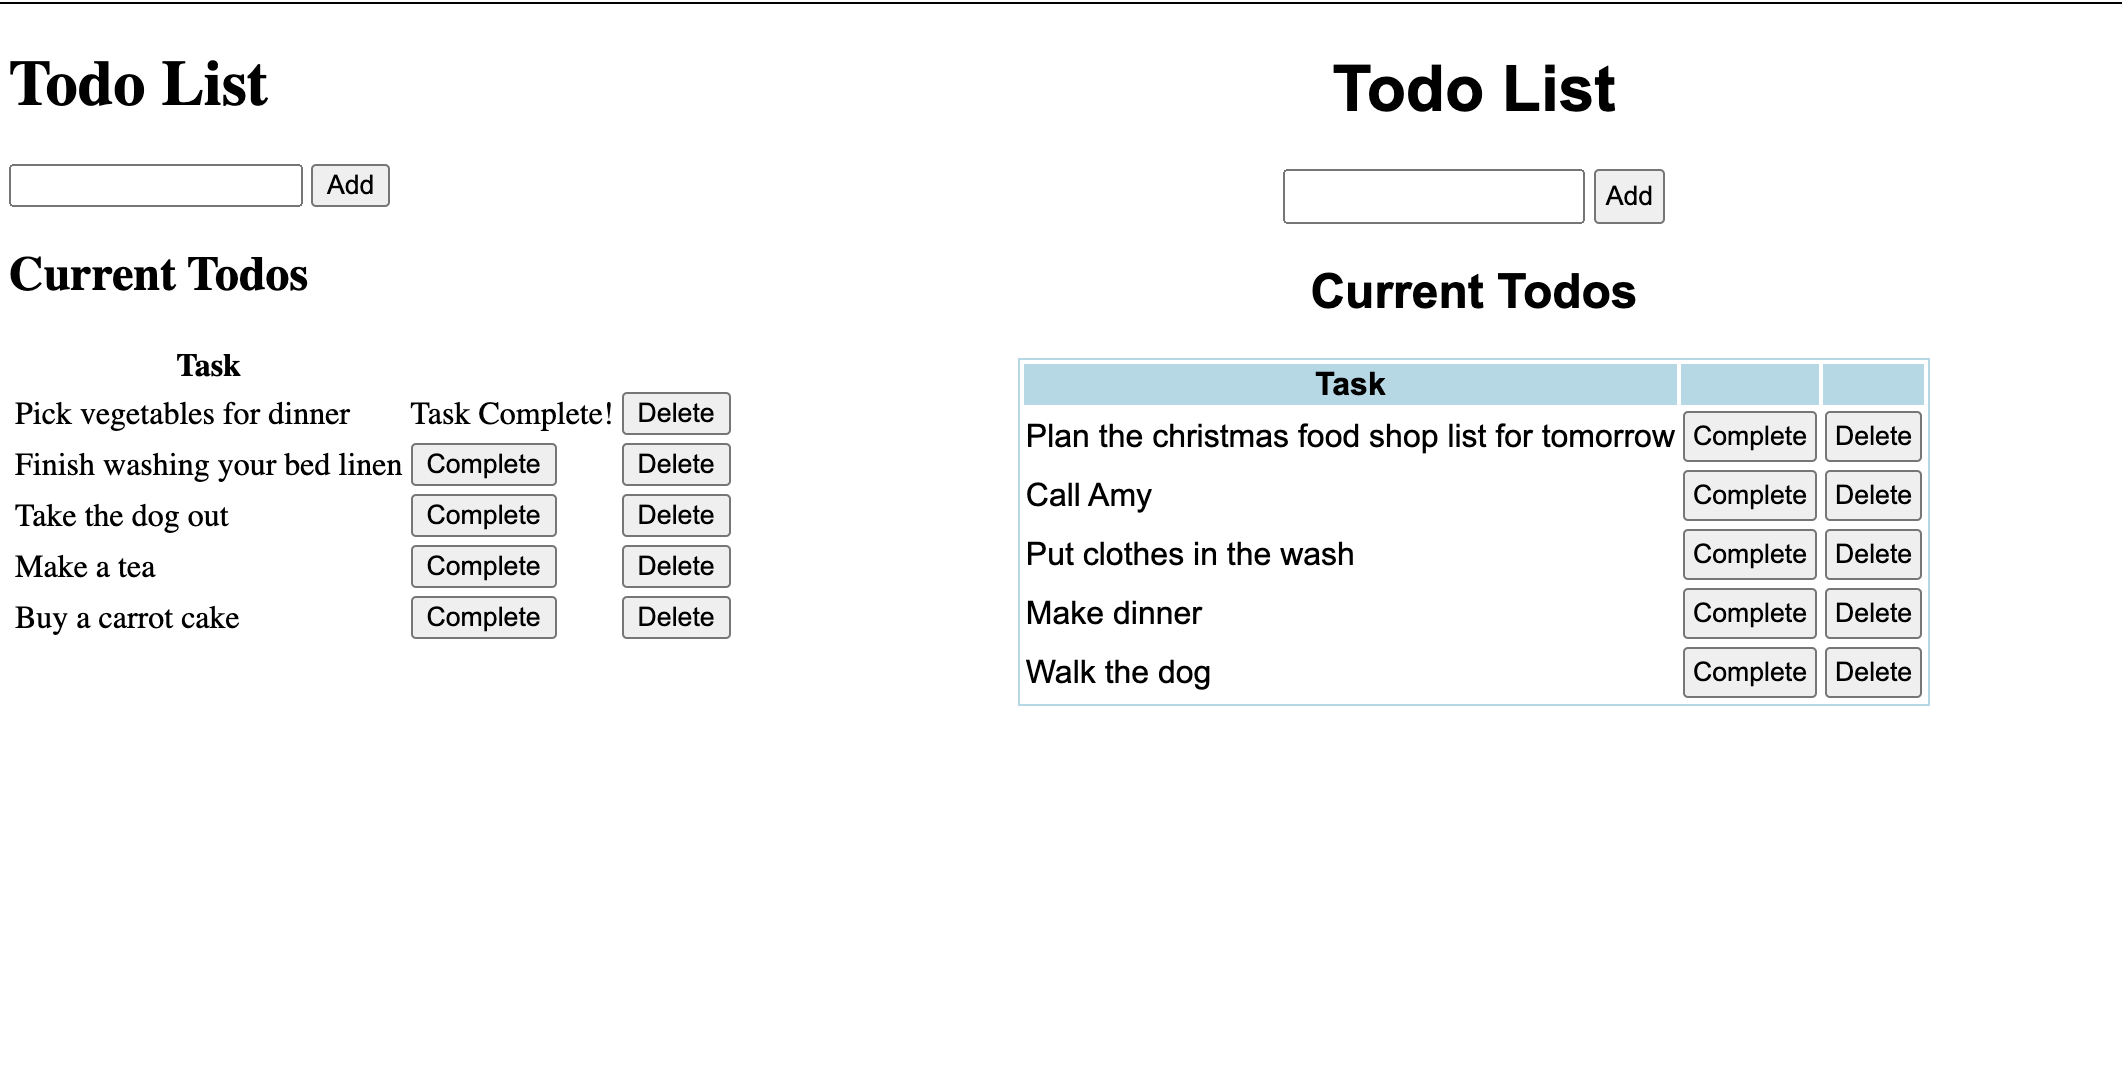 Todo List
Add
Current Todos
Task
Pick vegetables for dinner Task Complete! Delete
Finish washing your bed linen Complete Delete
Take the dog out Complete Delete
Make a tea Complete Delete
Buy a carrot cake Complete Delete
Todo List
Add
Current Todos
Task
Plan the christmas food shop list for tomorrow Complete Delete
Call Amy Complete Delete
Put clothes in the wash Complete Delete
Make dinner Complete Delete
Walk the dog Complete Delete